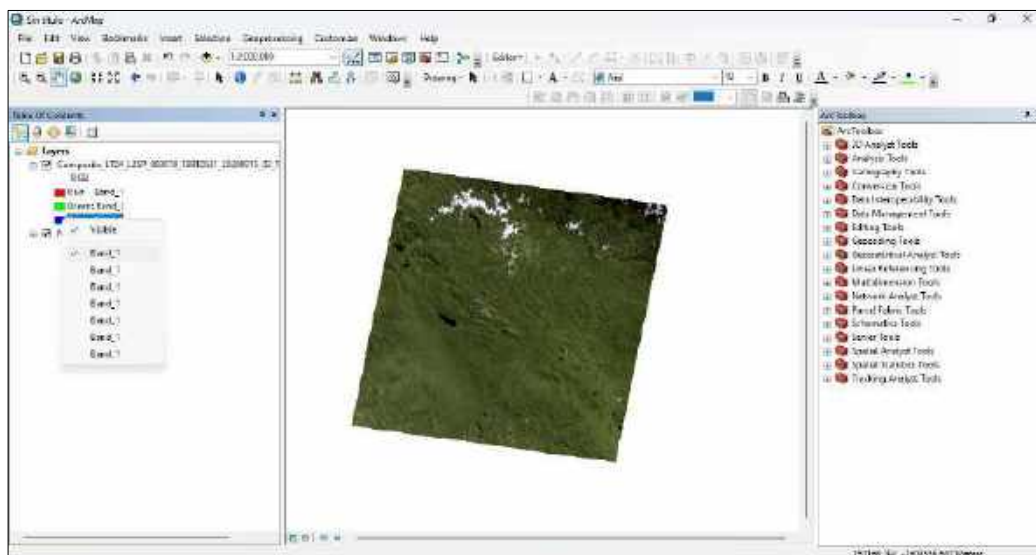 Sin título - ArcMap
File Edit View Bookmarks Insert Selection Geoprocessing Customize Windows Help
1:2.000.000
Editor
Drawing
Arial
10
B I U A
Table Of Contents
Layers
RGB
Band_1
Green: Band_1
Visible
Band_1
Band_1
Band_1
Band_1
Band_1
Band_1
Band_1
ArcToolbox
ArcToolbox
3D Analyst Tools
Analysis Tools
Cartography Tools
Conversion Tools
Data Interoperability Tools
Data Management Tools
Editing Tools
Geocoding Tools
Geostatistical Analyst Tools
Linear Referencing Tools
Multidimension Tools
Network Analyst Tools
Parcel Fabric Tools
Schematics Tools
Server Tools
Spatial Analyst Tools
Spatial Statistics Tools
Tracking Analyst Tools